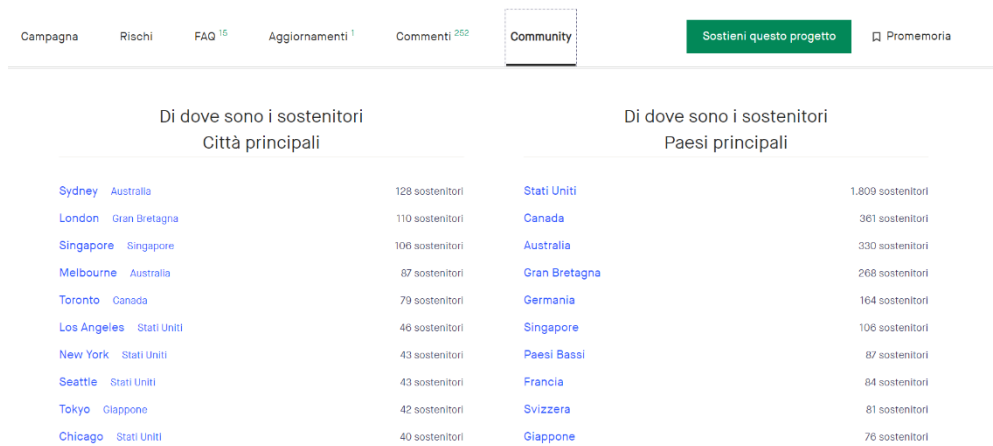 Campagna Rischi FAQ 15 Aggiornamenti 1 Commenti 252 Community Sostieni questo progetto Promemoria
Di dove sono i sostenitori
Città principali
Sydney Australia 128 sostenitori
London Gran Bretagna 110 sostenitori
Singapore Singapore 106 sostenitori
Melbourne Australia 87 sostenitori
Toronto Canada 79 sostenitori
Los Angeles Stati Uniti 46 sostenitori
New York Stati Uniti 43 sostenitori
Seattle Stati Uniti 43 sostenitori
Tokyo Giappone 42 sostenitori
Chicago Stati Uniti 40 sostenitori
Di dove sono i sostenitori
Paesi principali
Stati Uniti 1.809 sostenitori
Canada 361 sostenitori
Australia 330 sostenitori
Gran Bretagna 268 sostenitori
Germania 164 sostenitori
Singapore 106 sostenitori
Paesi Bassi 87 sostenitori
Francia 84 sostenitori
Svizzera 81 sostenitori
Giappone 76 sostenitori